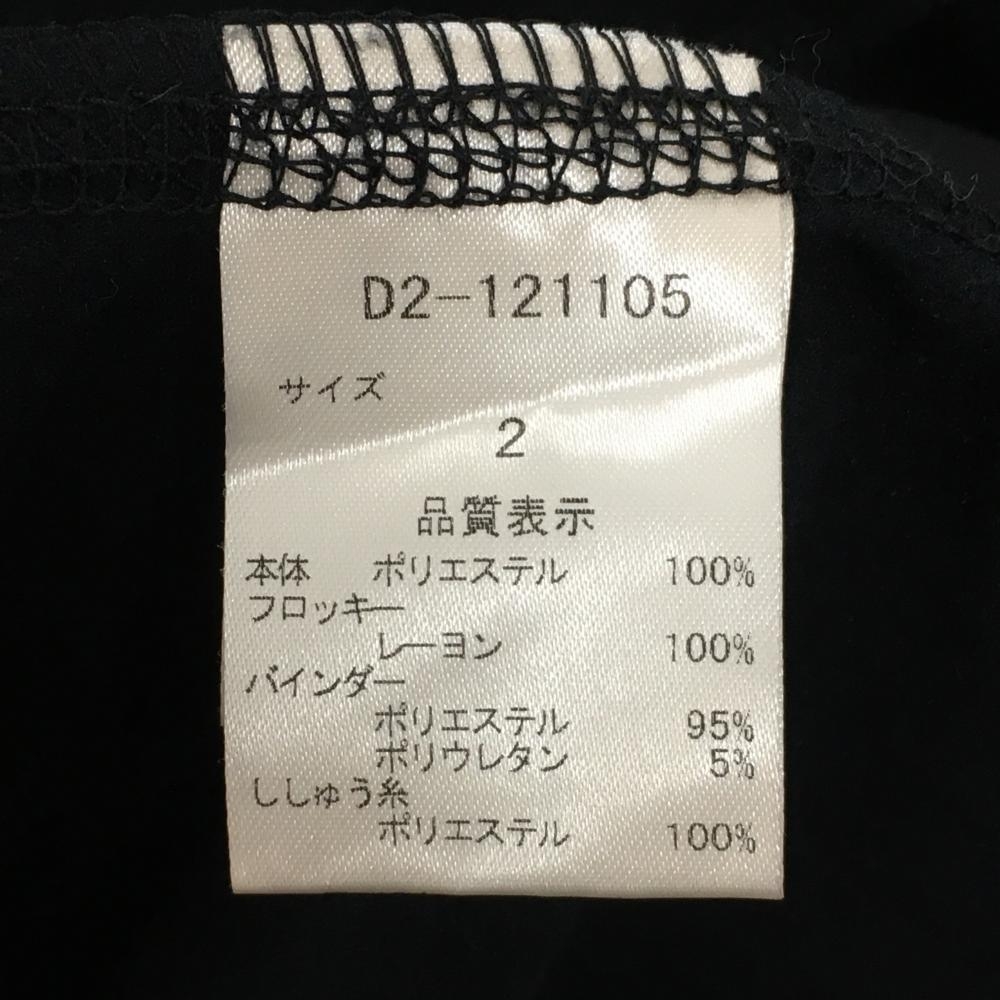 D2-121105
サイズ
2
品質表示
本体 ポリエステル 100%
フロッキー
レーヨン 100%
バインダー
ポリエステル 95%
ポリウレタン 5%
ししゅう糸
ポリエステル 100%